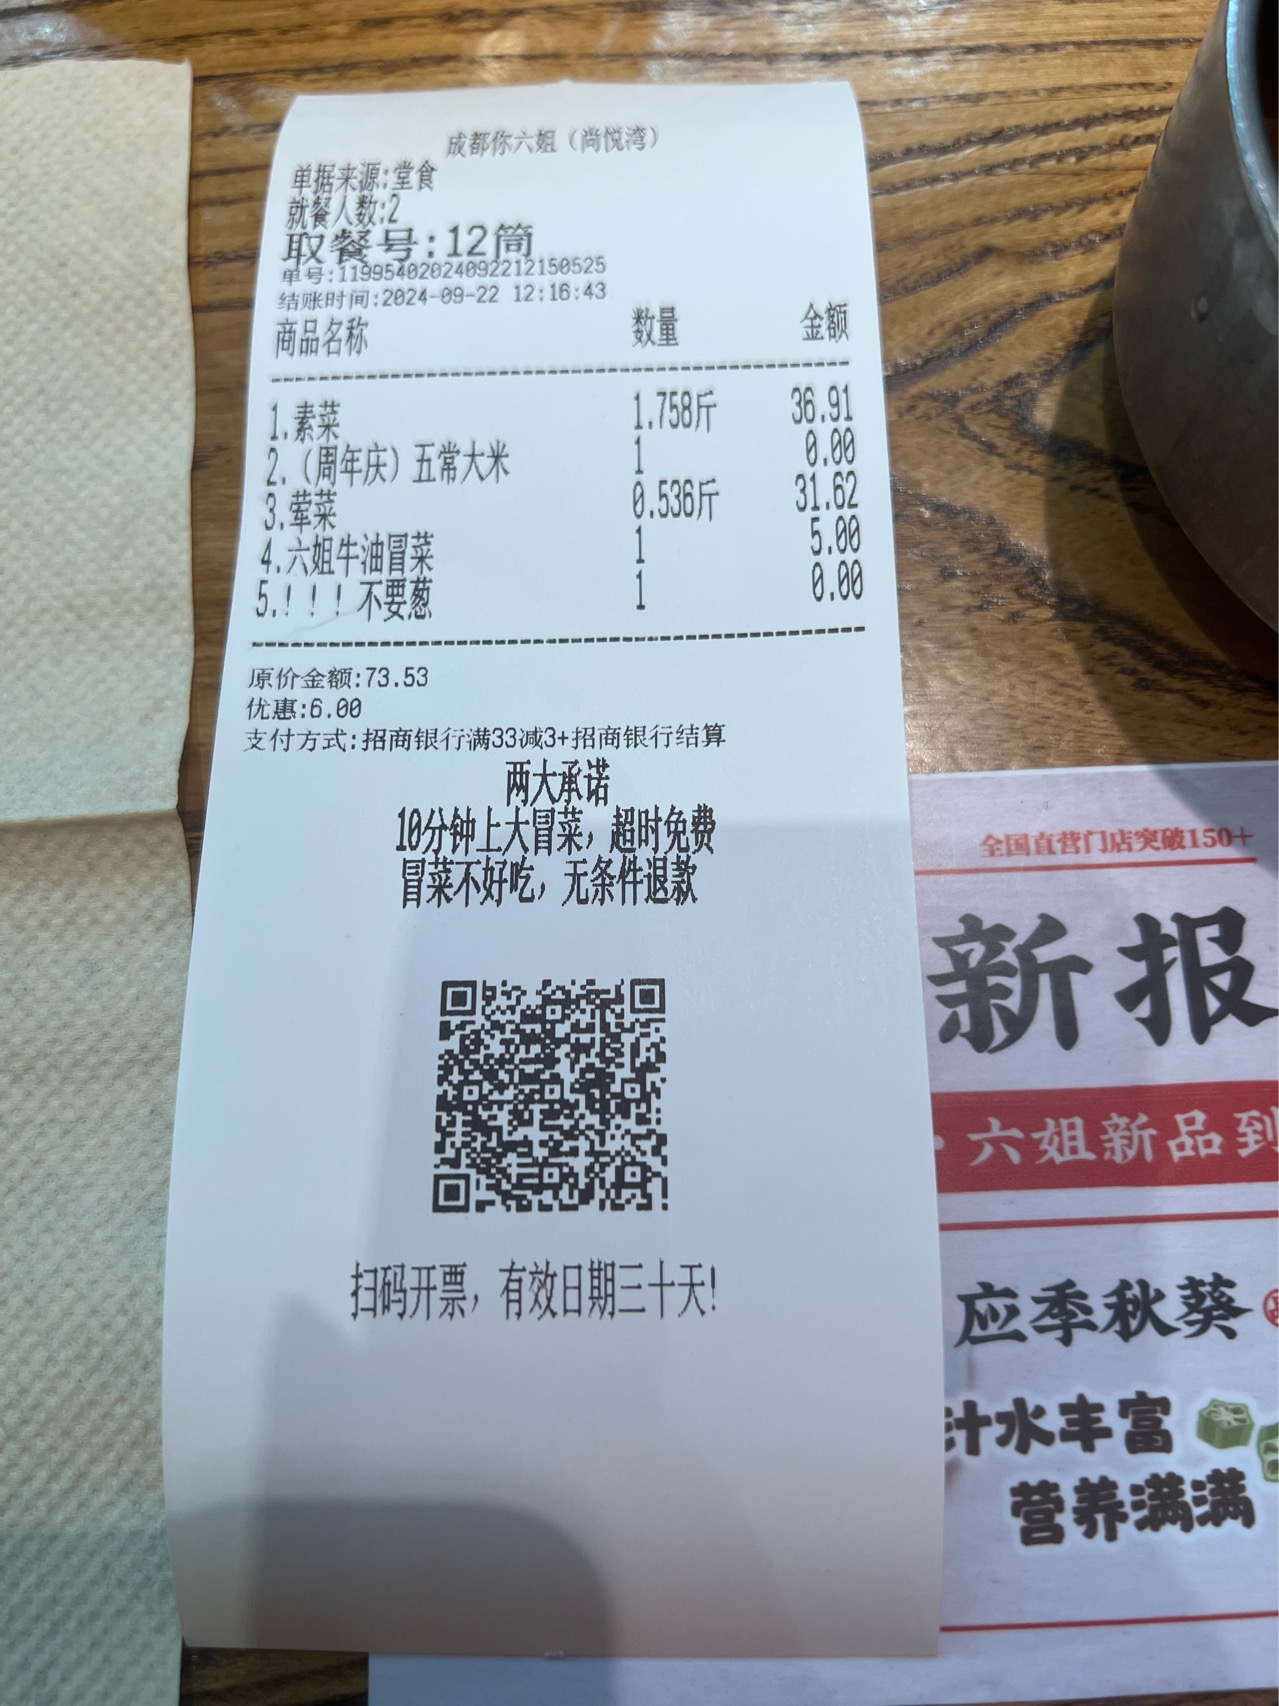 成都你六姐（尚悦湾）
单据来源:堂食
就餐人数:2
取餐号:12筒
单号:11995402024092212150525
结账时间:2024-09-22 12:16:43
商品名称 数量 金额
1.素菜 1.758斤 36.91
2.（周年庆）五常大米 1 0.00
3.荤菜 0.536斤 31.62
4.六姐牛油冒菜 1 5.00
5.！！！不要葱 1 0.00
原价金额:73.53
优惠:6.00
支付方式:招商银行满33减3+招商银行结算
两大承诺
10分钟上大冒菜，超时免费
冒菜不好吃，无条件退款
扫码开票，有效日期三十天!
全国直营门店突破150+
新报
·六姐新品到
应季秋葵
汁水丰富
营养满满